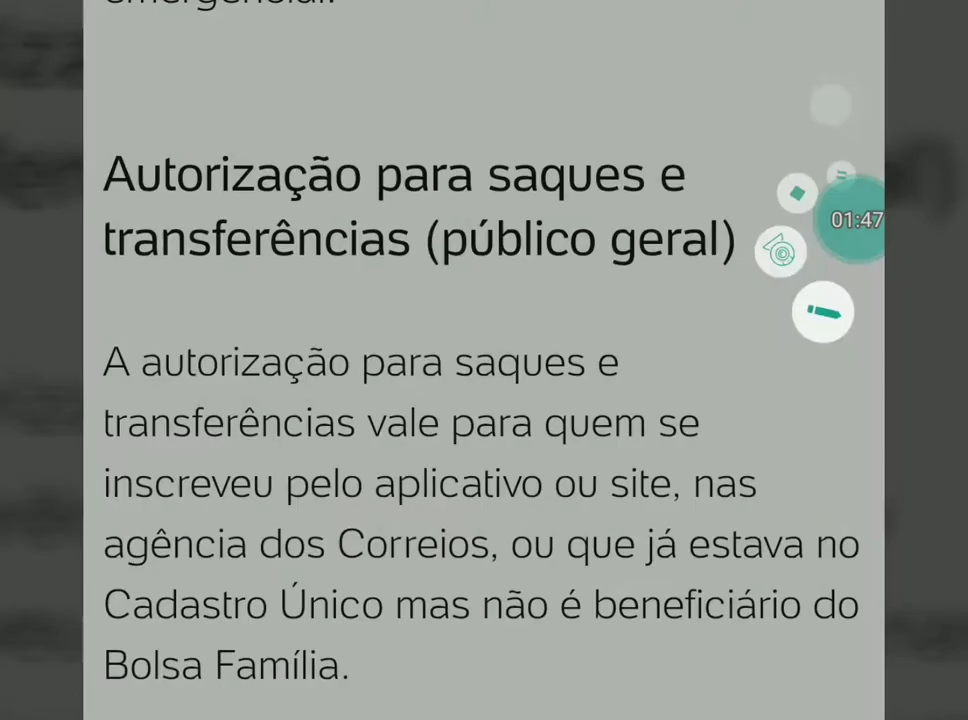 emergencial.
Autorização para saques e
transferências (público geral)
01:47
A autorização para saques e
transferências vale para quem se
inscreveu pelo aplicativo ou site, nas
agência dos Correios, ou que já estava no
Cadastro Único mas não é beneficiário do
Bolsa Família.